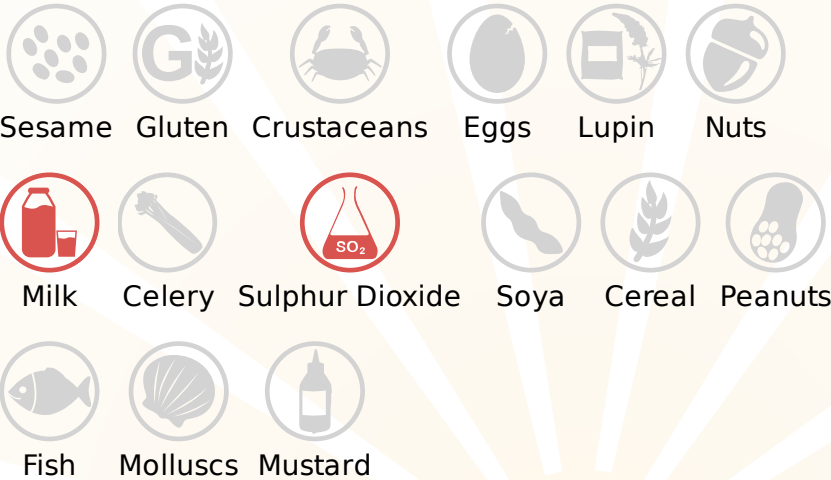 G
Sesame Gluten Crustaceans Eggs Lupin Nuts
SO₂
Milk Celery Sulphur Dioxide Soya Cereal Peanuts
Fish Molluscs Mustard